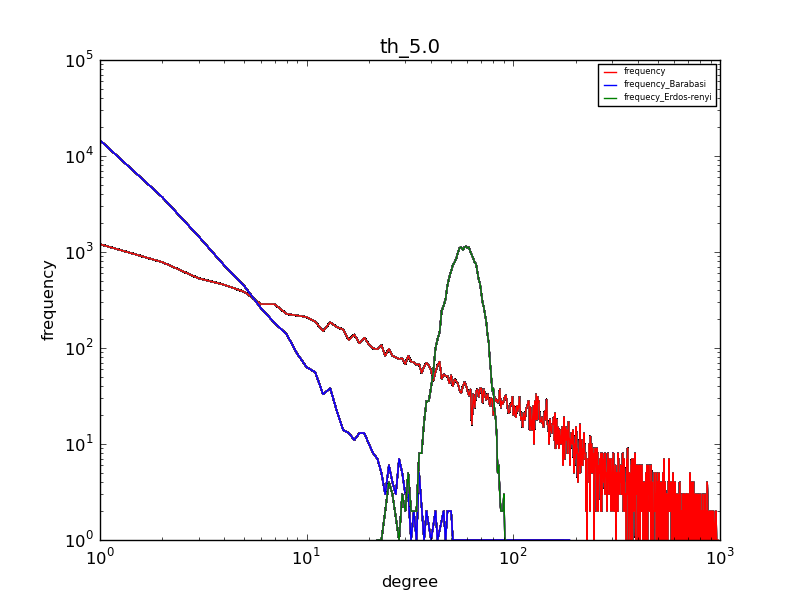 th_5.0
frequency
frequency_Barabasi
frequecy_Erdos-renyi
10^5
10^4
10^3
10^2
10^1
10^0
frequency
10^0 10^1 10^2 10^3
degree